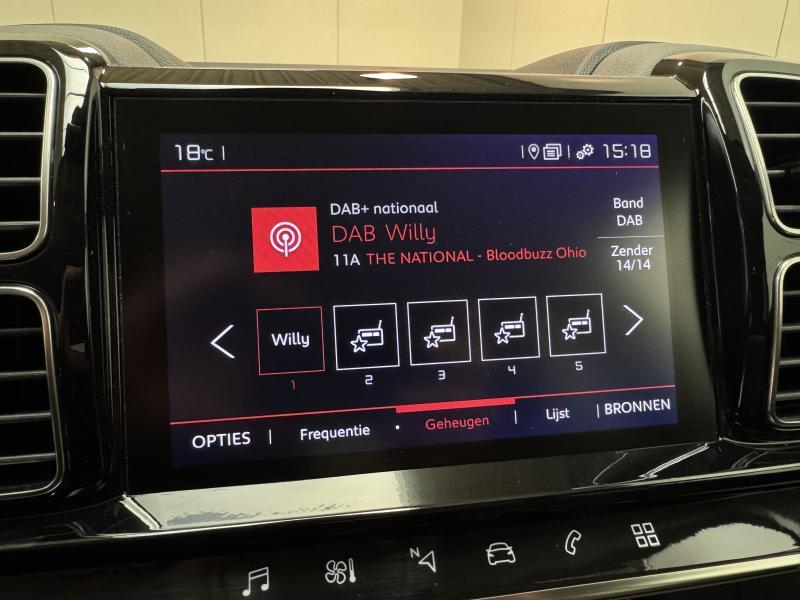 18°C
15:18
DAB+ nationaal
DAB Willy
11A THE NATIONAL - Bloodbuzz Ohio
Band
DAB
Zender
14/14
Willy
1 2 3 4 5
OPTIES | Frequentie · Geheugen | Lijst | BRONNEN
N